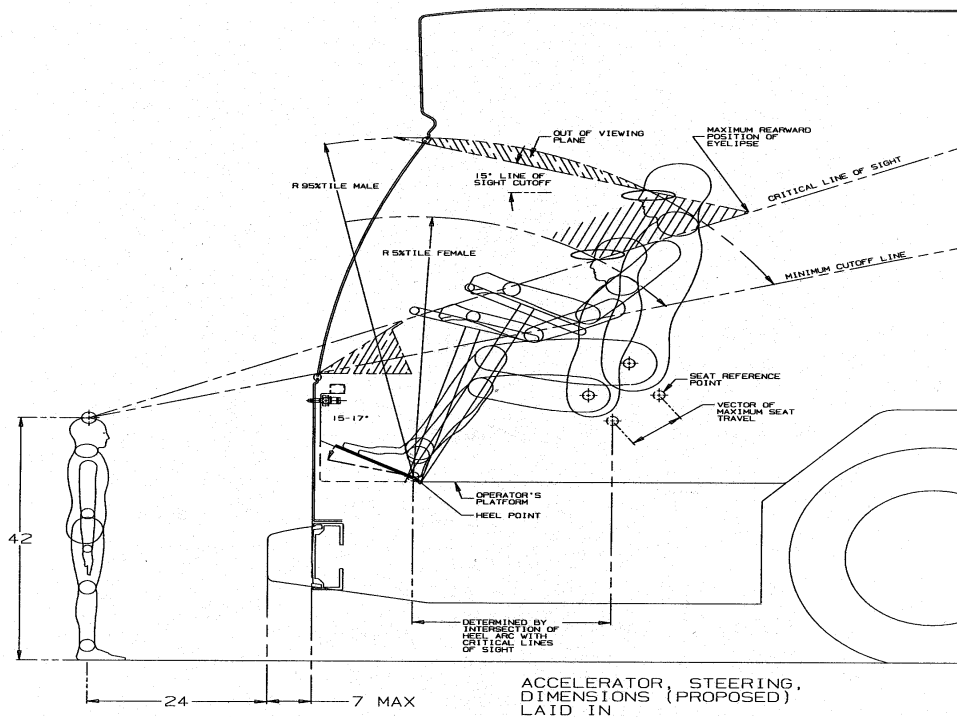 OUT OF VIEWING
PLANE
MAXIMUM REARWARD
POSITION OF
EYELIPSE
CRITICAL LINE OF SIGHT
R 95%TILE MALE
15° LINE OF
SIGHT CUTOFF
R 5%TILE FEMALE
MINIMUM CUTOFF LINE
SEAT REFERENCE
POINT
15-17°
VECTOR OF
MAXIMUM SEAT
TRAVEL
OPERATOR'S
PLATFORM
HEEL POINT
42
DETERMINED BY
INTERSECTION OF
HEEL ARC WITH
CRITICAL LINES
OF SIGHT
24
7 MAX
ACCELERATOR, STEERING,
DIMENSIONS (PROPOSED)
LAID IN